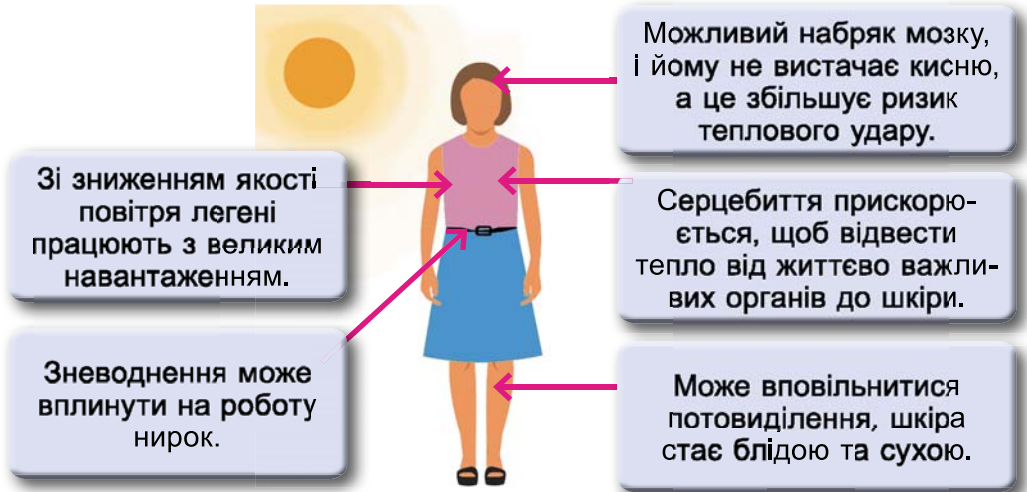 Можливий набряк мозку,
і йому не вистачає кисню,
а це збільшує ризик
теплового удару.
Зі зниженням якості
повітря легені
працюють з великим
навантаженням.
Серцебиття прискорю-
ється, щоб відвести
тепло від життєво важли-
вих органів до шкіри.
Зневоднення може
вплинути на роботу
нирок.
Може вповільнитися
потовиділення, шкіра
стає блідою та сухою.